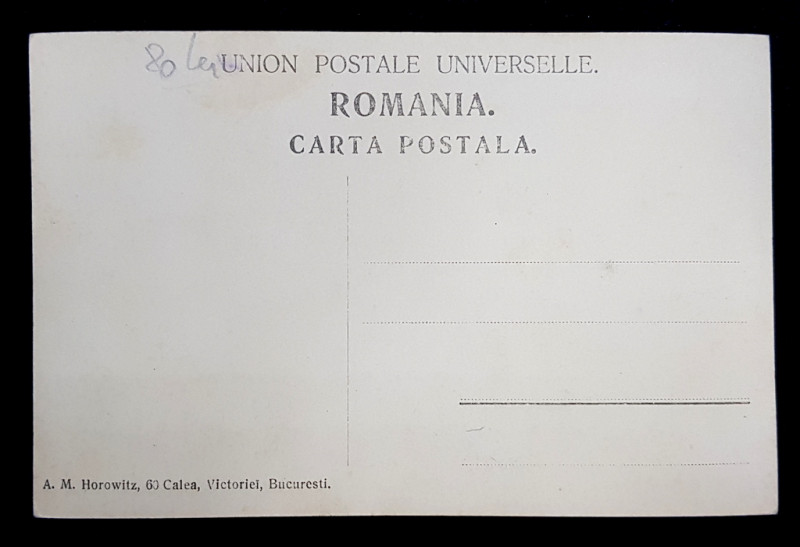 80 Lei
UNION POSTALE UNIVERSELLE.
ROMANIA.
CARTA POSTALA.
A. M. Horowitz, 60 Calea, Victoriei, Bucuresti.